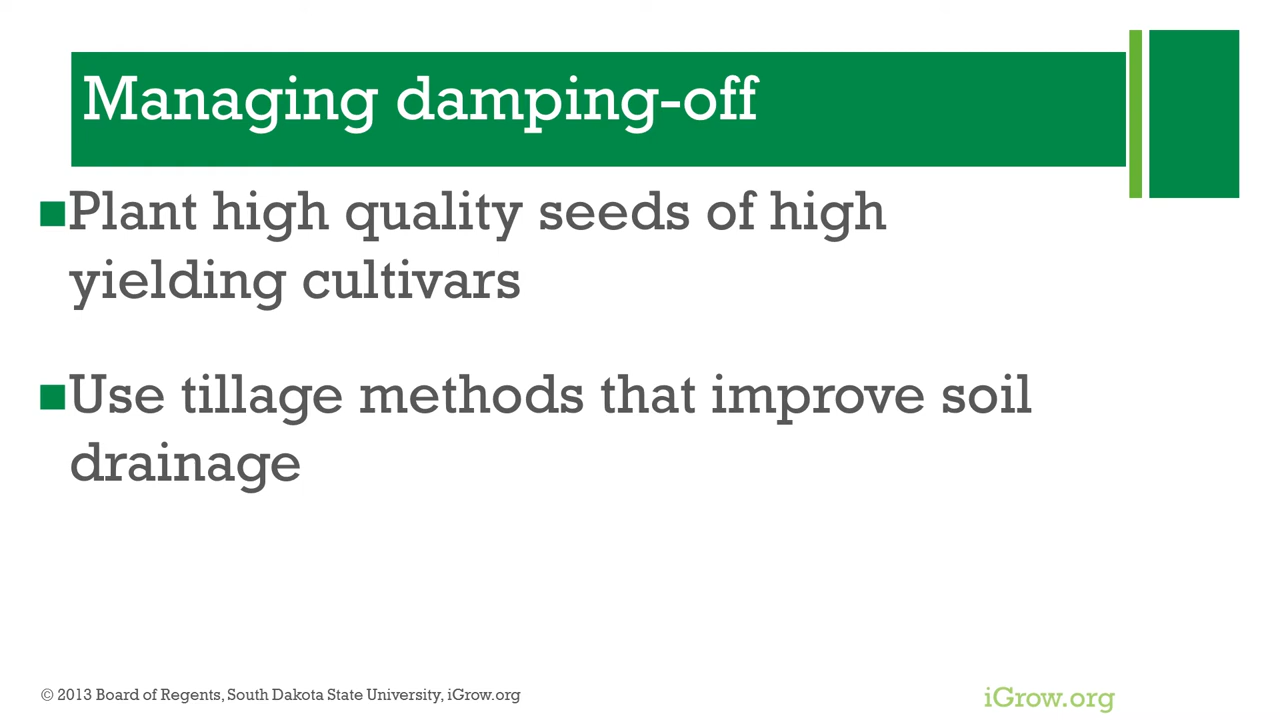 Managing damping-off
Plant high quality seeds of high
yielding cultivars
Use tillage methods that improve soil
drainage
© 2013 Board of Regents, South Dakota State University, iGrow.org
iGrow.org